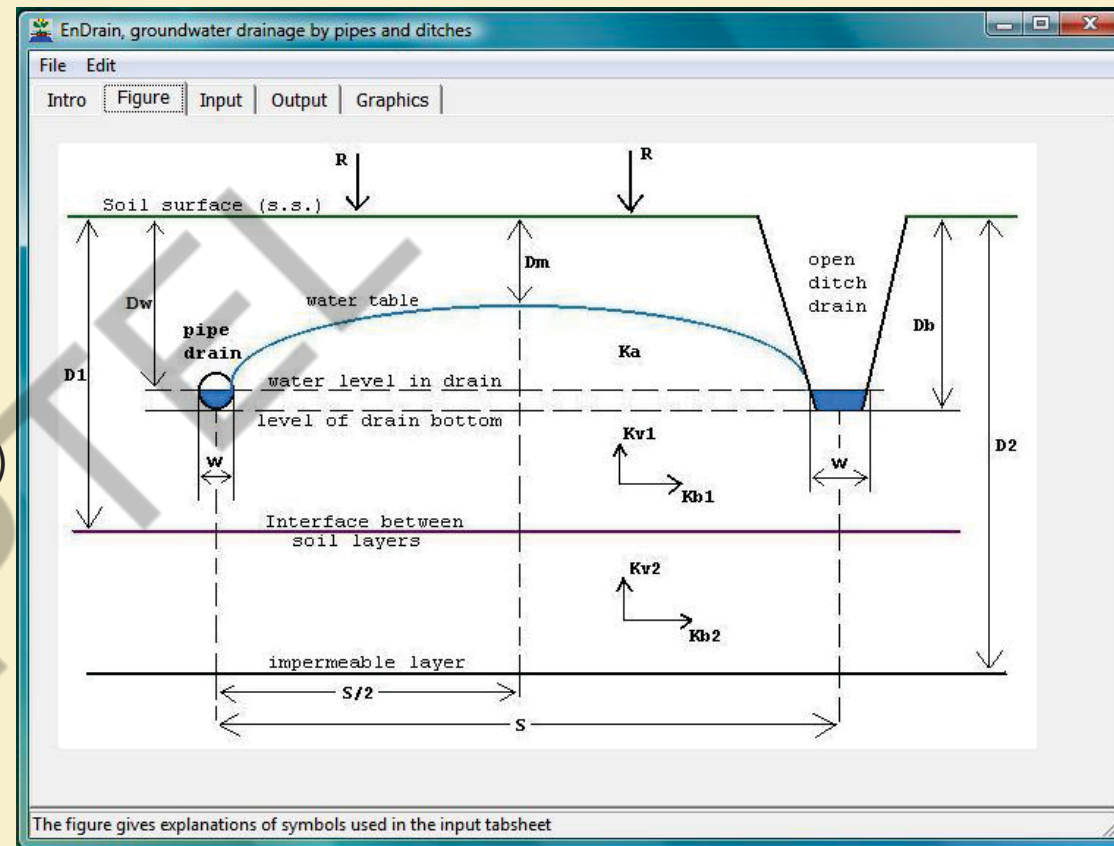 EnDrain, groundwater drainage by pipes and ditches
File Edit
Intro Figure Input Output Graphics
R R
Soil surface (s.s.)
Dm
open
ditch
drain
Dw
water table
pipe
drain
Db
Ka
D1
water level in drain
level of drain bottom
Kv1
D2
W
W
Kb1
Interface between
soil layers
Kv2
Kb2
impermeable layer
S/2
S
The figure gives explanations of symbols used in the input tabsheet
)